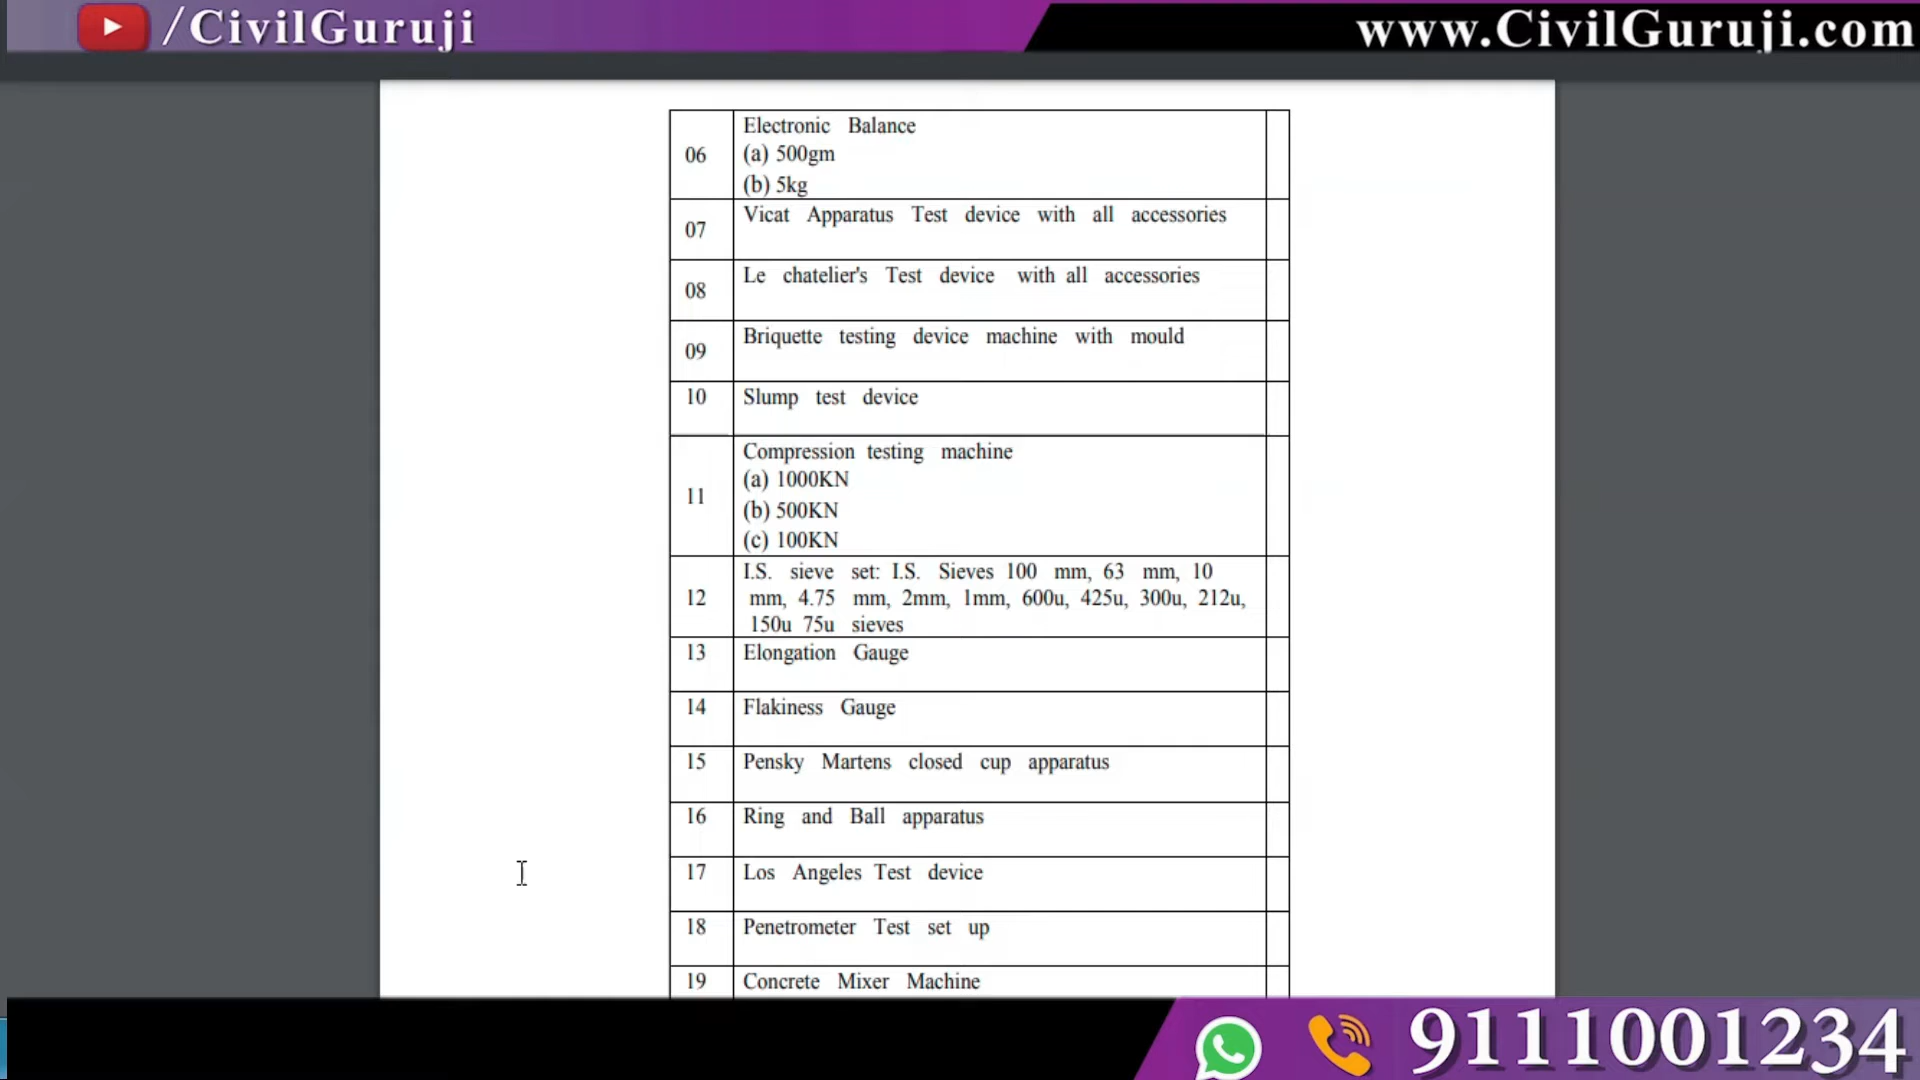 /CivilGuruji
www.CivilGuruji.com
06
Electronic Balance
(a) 500gm
(b) 5kg
07
Vicat Apparatus Test device with all accessories
08
Le chatelier's Test device with all accessories
09
Briquette testing device machine with mould
10
Slump test device
11
Compression testing machine
(a) 1000KN
(b) 500KN
(c) 100KN
12
I.S. sieve set: I.S. Sieves 100 mm, 63 mm, 10
mm, 4.75 mm, 2mm, 1mm, 600u, 425u, 300u, 212u,
150u 75u sieves
13
Elongation Gauge
14
Flakiness Gauge
15
Pensky Martens closed cup apparatus
16
Ring and Ball apparatus
17
Los Angeles Test device
18
Penetrometer Test set up
19
Concrete Mixer Machine
9111001234